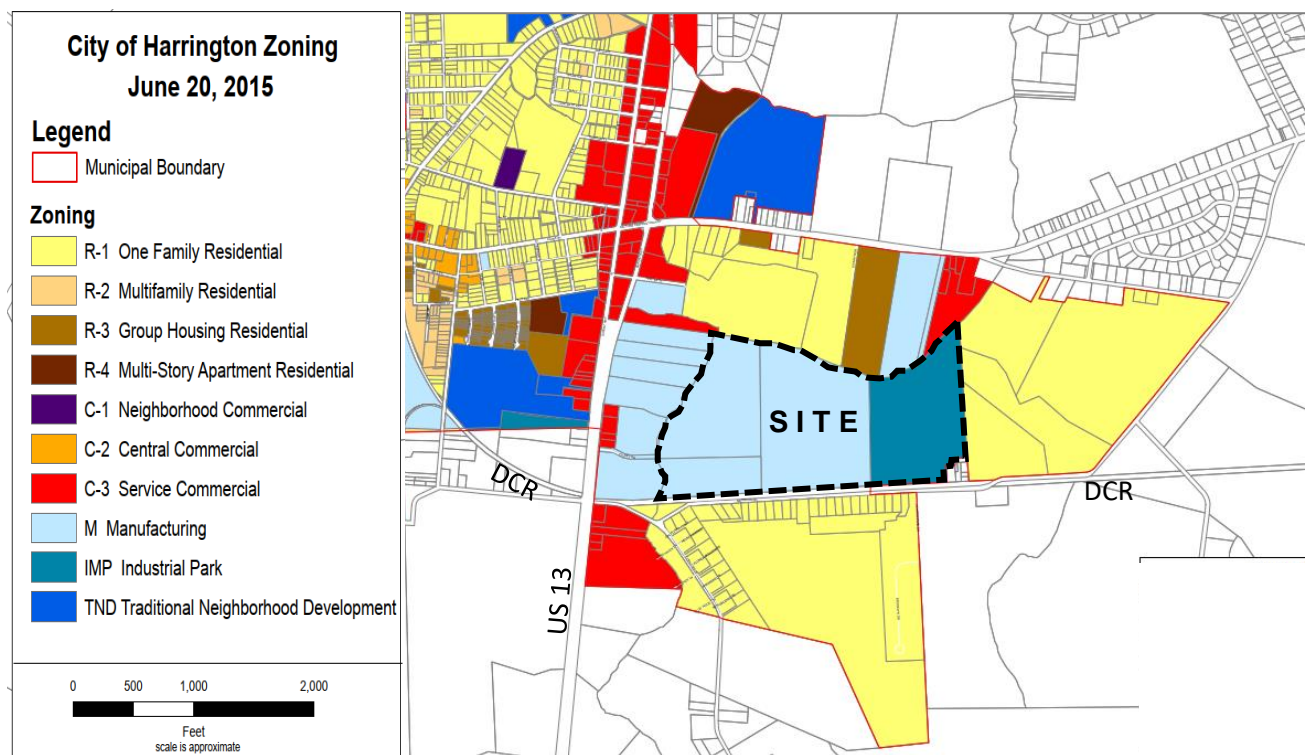 City of Harrington Zoning
June 20, 2015
Legend
Municipal Boundary
Zoning
R-1 One Family Residential
R-2 Multifamily Residential
R-3 Group Housing Residential
R-4 Multi-Story Apartment Residential
C-1 Neighborhood Commercial
C-2 Central Commercial
C-3 Service Commercial
M Manufacturing
IMP Industrial Park
TND Traditional Neighborhood Development
0 500 1,000 2,000
Feet
scale is approximate
SITE
DCR
DCR
US 13